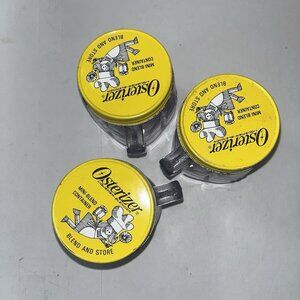 Osterizer
MINI-BLEND
CONTAINER
BLEND AND STORE
Osterizer
MINI-BLEND
CONTAINER
BLEND AND STORE
Osterizer®
MINI-BLEND
CONTAINER
BLEND AND STORE